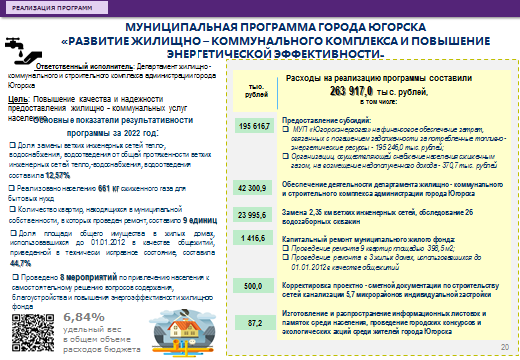 РЕАЛИЗАЦИЯ ПРОГРАММ
МУНИЦИПАЛЬНАЯ ПРОГРАММА ГОРОДА ЮГОРСКА
«РАЗВИТИЕ ЖИЛИЩНО – КОММУНАЛЬНОГО КОМПЛЕКСА И ПОВЫШЕНИЕ
ЭНЕРГЕТИЧЕСКОЙ ЭФФЕКТИВНОСТИ»
Ответственный исполнитель: Департамент жилищно-
коммунального и строительного комплекса администрации города
Югорска
Цель: Повышение качества и надежности
предоставления жилищно - коммунальных услуг
населению
Основные показатели результативности
программы за 2022 год:
❑ Доля замены ветхих инженерных сетей тепло-,
водоснабжения, водоотведения от общей протяженности ветхих
инженерных сетей тепло-,водоснабжения, водоотведения
составила 12,57%
❑ Реализовано населению 661 кг сжиженного газа для
бытовых нужд
❑ Количество квартир, находящихся в муниципальной
собственности, в которых проведен ремонт, составило 9 единиц
❑ Доля площади общего имущества в жилых домах,
использовавшихся до 01.01.2012 в качестве общежитий,
приведенной в технически исправное состояние, составила
44,7%
❑ Проведено 8 мероприятий по привлечению населения к
самостоятельному решению вопросов содержания,
благоустройства и повышения энергоэффективности жилищного
фонда
6,84%
удельный вес
в общем объеме
расходов бюджета
тыс.
рублей
Расходы на реализацию программы составили
263 917,0 тыс. рублей,
в том числе:
195 616,7
Предоставление субсидий:
❑ МУП «Югорскэнергогаз» на финансовое обеспечение затрат,
связанных с погашением задолженности за потребленные топливно-
энергетические ресурсы - 195 246,0 тыс. рублей;
❑ Организации, осуществляющей снабжение населения сжиженным
газом, на возмещение недополученного дохода - 370,7 тыс. рублей
42 300,9
Обеспечение деятельности департамента жилищно - коммунального
и строительного комплекса администрации города Югорска
23 995,6
Замена 2,35 км ветхих инженерных сетей, обследование 26
водозаборных скважин
1 416,6
Капитальный ремонт муниципального жилого фонда:
❑ Проведение ремонта 9 квартир площадью 398,5 м2;
❑ Проведение ремонта в 3 жилых домах, использовавшихся до
01.01.2012 в качестве общежитий
500,0
Корректировка проектно - сметной документации по строительству
сетей канализации 5,7 микрорайонов индивидуальной застройки
87,2
Изготовление и распространение информационных листовок и
памяток среди населения, проведение городских конкурсов и
экологических акций среди жителей города Югорска
20